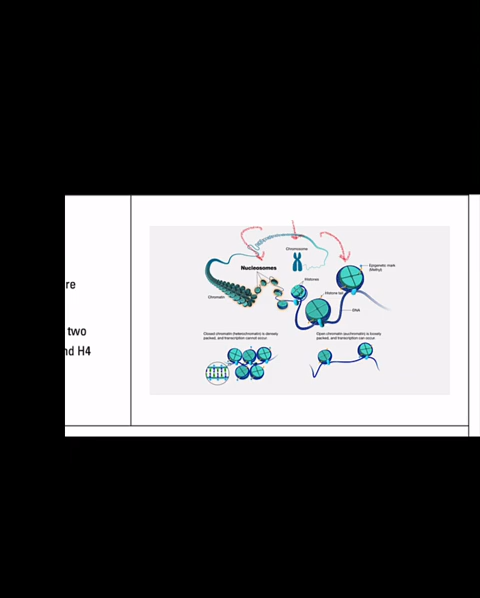 re
two
nd H4
Chromosome
Nucleosomes
Histones
Epigenetic mark
(Methyl)
Chromatin
Histone tail
DNA
Closed chromatin (heterochromatin) is densely
packed, and transcription cannot occur
Open chromatin (euchromatin) is loosely
packed, and transcription can occur